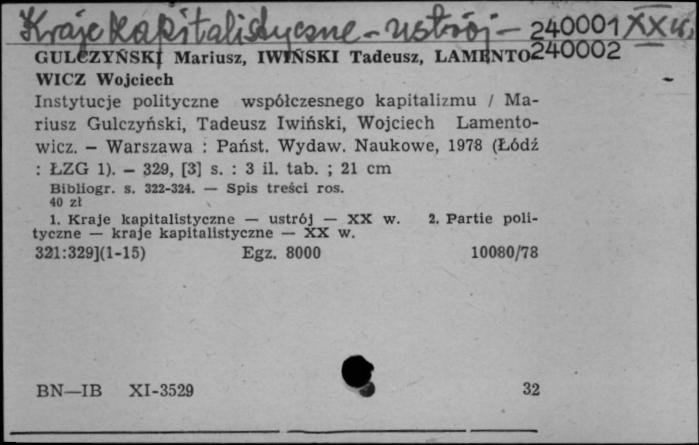 Kraje kapitalistyczne - ustrój - XX w.
240001
240002
GULCZYŃSKI Mariusz, IWIŃSKI Tadeusz, LAMENTO
WICZ Wojciech
Instytucje polityczne współczesnego kapitalizmu / Ma-
riusz Gulczyński, Tadeusz Iwiński, Wojciech Lamento-
wicz. – Warszawa : Państ. Wydaw. Naukowe, 1978 (Łódź
: ŁZG 1). – 329, [3] s. : 3 il. tab. ; 21 cm
Bibliogr. s. 322-324. — Spis treści ros.
40 zł
1. Kraje kapitalistyczne — ustrój — XX w. 2. Partie poli-
tyczne — kraje kapitalistyczne — XX w.
321:329](1-15) Egz. 8000 10080/78
BN—IB XI-3529 32